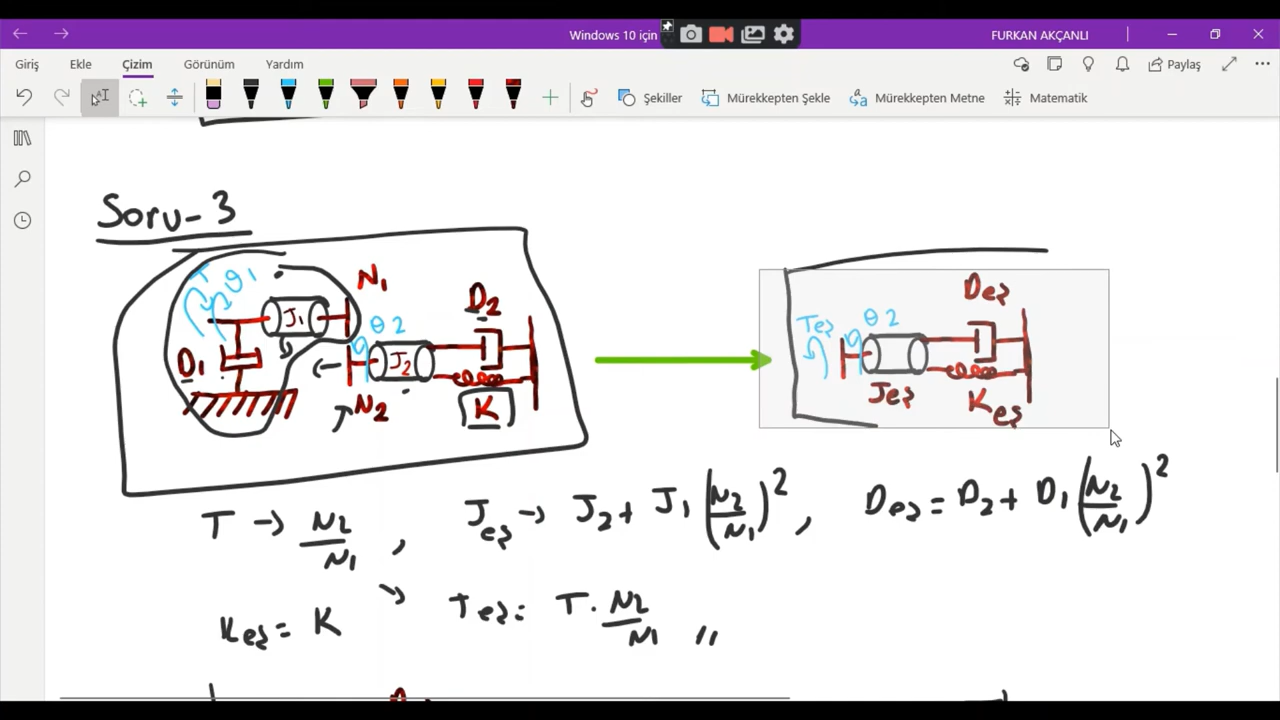 Windows 10 için
FURKAN AKÇANLI
Giriş Ekle Çizim Görünüm Yardım
Paylaş
Şekiller Mürekkepten Şekle Mürekkepten Metne Matematik
Soru-3
T θ1 J1 N1
D1 θ2 J2 D2
N2 K
Teş θ2 Deş
Jeş Keş
T → N2/N1 , Jeş → J2 + J1 (N2/N1)² , Deş = D2 + D1 (N2/N1)²
Keş = K → Teş = T · N2/N1 ,,